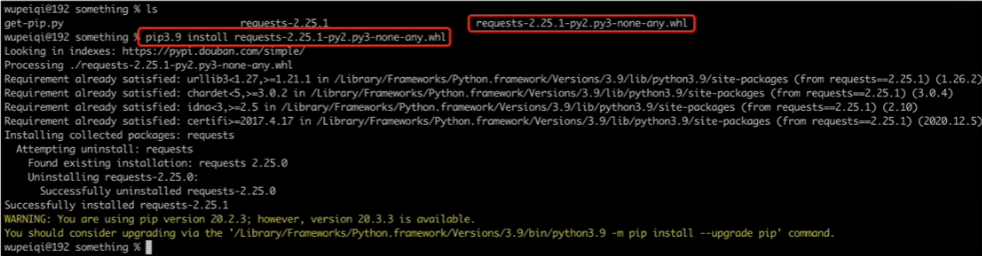 wupeiqi@192 something % ls
get-pip.py requests-2.25.1 requests-2.25.1-py2.py3-none-any.whl
wupeiqi@192 something % pip3.9 install requests-2.25.1-py2.py3-none-any.whl
Looking in indexes: https://pypi.douban.com/simple/
Processing ./requests-2.25.1-py2.py3-none-any.whl
Requirement already satisfied: urllib3<1.27,>=1.21.1 in /Library/Frameworks/Python.framework/Versions/3.9/lib/python3.9/site-packages (from requests==2.25.1) (1.26.2)
Requirement already satisfied: chardet<5,>=3.0.2 in /Library/Frameworks/Python.framework/Versions/3.9/lib/python3.9/site-packages (from requests==2.25.1) (3.0.4)
Requirement already satisfied: idna<3,>=2.5 in /Library/Frameworks/Python.framework/Versions/3.9/lib/python3.9/site-packages (from requests==2.25.1) (2.10)
Requirement already satisfied: certifi>=2017.4.17 in /Library/Frameworks/Python.framework/Versions/3.9/lib/python3.9/site-packages (from requests==2.25.1) (2020.12.5)
Installing collected packages: requests
Attempting uninstall: requests
Found existing installation: requests 2.25.0
Uninstalling requests-2.25.0:
Successfully uninstalled requests-2.25.0
Successfully installed requests-2.25.1
WARNING: You are using pip version 20.2.3; however, version 20.3.3 is available.
You should consider upgrading via the '/Library/Frameworks/Python.framework/Versions/3.9/bin/python3.9 -m pip install --upgrade pip' command.
wupeiqi@192 something %